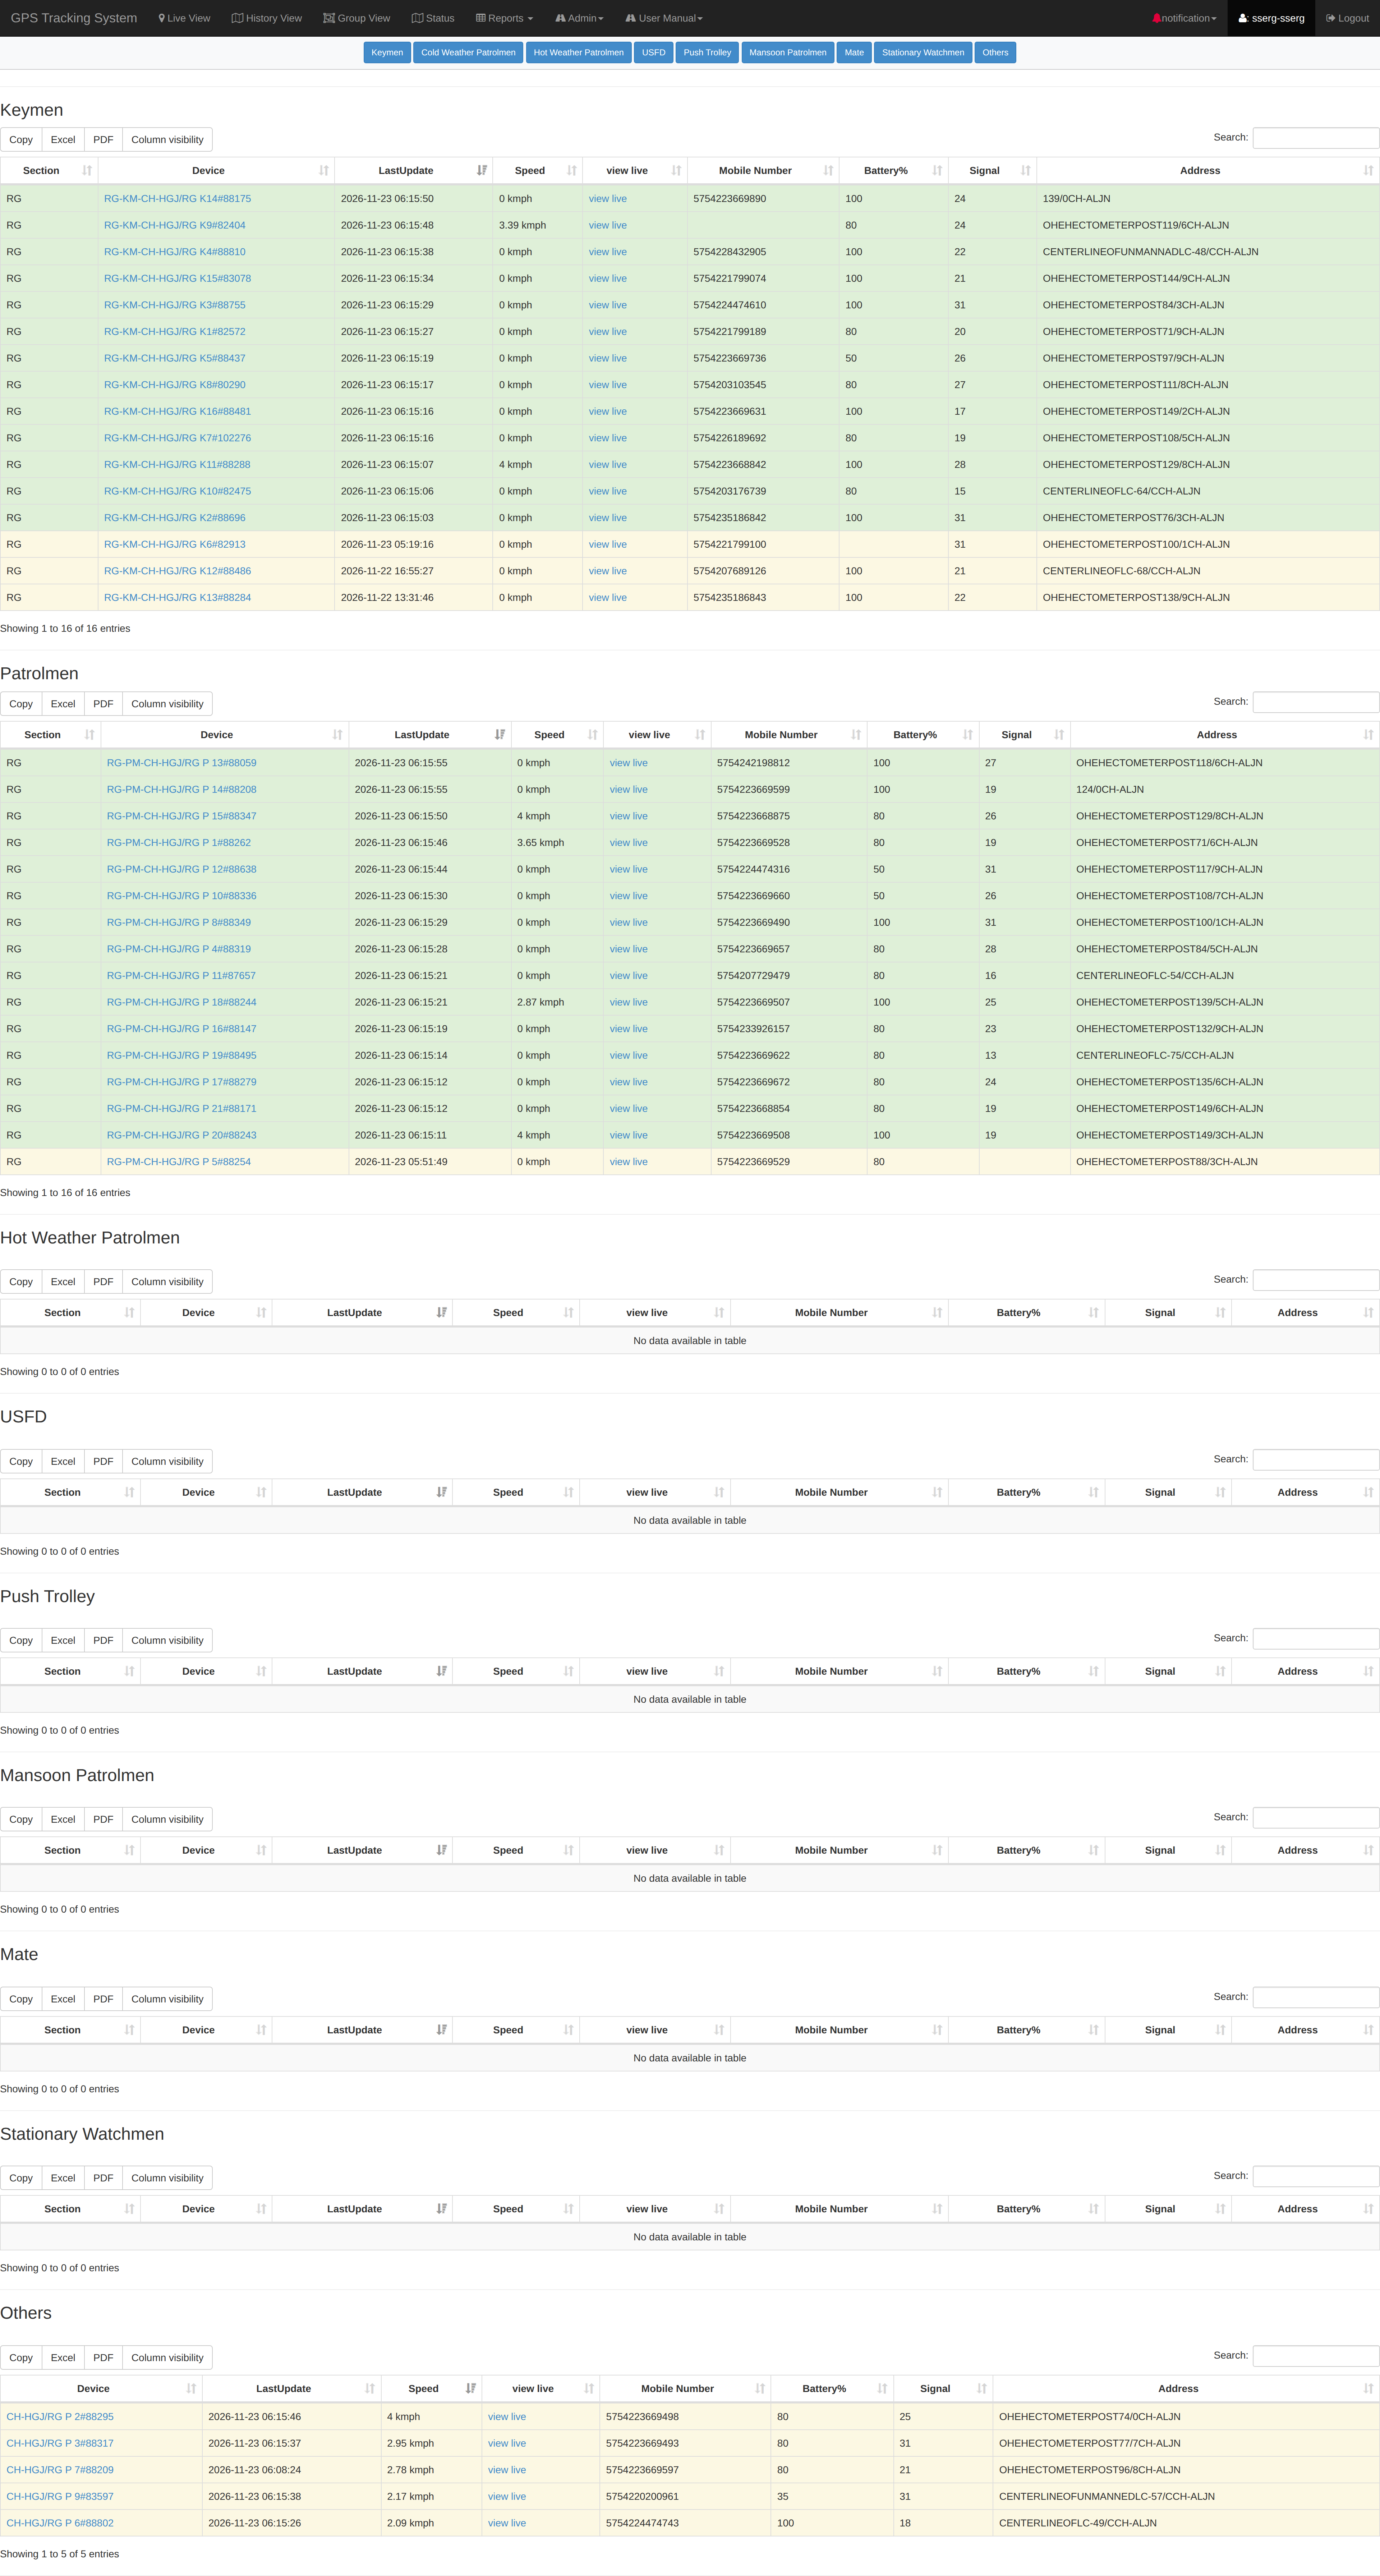 GPS Tracking System Live View History View Group View Status Reports Admin User Manual notification : sserg-sserg Logout
Keymen Cold Weather Patrolmen Hot Weather Patrolmen USFD Push Trolley Mansoon Patrolmen Mate Stationary Watchmen Others
Keymen
Copy Excel PDF Column visibility Search:
Section Device LastUpdate Speed view live Mobile Number Battery% Signal Address
RG RG-KM-CH-HGJ/RG K14#88175 2026-11-23 06:15:50 0 kmph view live 5754223669890 100 24 139/0CH-ALJN
RG RG-KM-CH-HGJ/RG K9#82404 2026-11-23 06:15:48 3.39 kmph view live 80 24 OHEHECTOMETERPOST119/6CH-ALJN
RG RG-KM-CH-HGJ/RG K4#88810 2026-11-23 06:15:38 0 kmph view live 5754228432905 100 22 CENTERLINEOFUNMANNADLC-48/CCH-ALJN
RG RG-KM-CH-HGJ/RG K15#83078 2026-11-23 06:15:34 0 kmph view live 5754221799074 100 21 OHEHECTOMETERPOST144/9CH-ALJN
RG RG-KM-CH-HGJ/RG K3#88755 2026-11-23 06:15:29 0 kmph view live 5754224474610 100 31 OHEHECTOMETERPOST84/3CH-ALJN
RG RG-KM-CH-HGJ/RG K1#82572 2026-11-23 06:15:27 0 kmph view live 5754221799189 80 20 OHEHECTOMETERPOST71/9CH-ALJN
RG RG-KM-CH-HGJ/RG K5#88437 2026-11-23 06:15:19 0 kmph view live 5754223669736 50 26 OHEHECTOMETERPOST97/9CH-ALJN
RG RG-KM-CH-HGJ/RG K8#80290 2026-11-23 06:15:17 0 kmph view live 5754203103545 80 27 OHEHECTOMETERPOST111/8CH-ALJN
RG RG-KM-CH-HGJ/RG K16#88481 2026-11-23 06:15:16 0 kmph view live 5754223669631 100 17 OHEHECTOMETERPOST149/2CH-ALJN
RG RG-KM-CH-HGJ/RG K7#102276 2026-11-23 06:15:16 0 kmph view live 5754226189692 80 19 OHEHECTOMETERPOST108/5CH-ALJN
RG RG-KM-CH-HGJ/RG K11#88288 2026-11-23 06:15:07 4 kmph view live 5754223668842 100 28 OHEHECTOMETERPOST129/8CH-ALJN
RG RG-KM-CH-HGJ/RG K10#82475 2026-11-23 06:15:06 0 kmph view live 5754203176739 80 15 CENTERLINEOFLC-64/CCH-ALJN
RG RG-KM-CH-HGJ/RG K2#88696 2026-11-23 06:15:03 0 kmph view live 5754235186842 100 31 OHEHECTOMETERPOST76/3CH-ALJN
RG RG-KM-CH-HGJ/RG K6#82913 2026-11-23 05:19:16 0 kmph view live 5754221799100 31 OHEHECTOMETERPOST100/1CH-ALJN
RG RG-KM-CH-HGJ/RG K12#88486 2026-11-22 16:55:27 0 kmph view live 5754207689126 100 21 CENTERLINEOFLC-68/CCH-ALJN
RG RG-KM-CH-HGJ/RG K13#88284 2026-11-22 13:31:46 0 kmph view live 5754235186843 100 22 OHEHECTOMETERPOST138/9CH-ALJN
Showing 1 to 16 of 16 entries
Patrolmen
Copy Excel PDF Column visibility Search:
Section Device LastUpdate Speed view live Mobile Number Battery% Signal Address
RG RG-PM-CH-HGJ/RG P 13#88059 2026-11-23 06:15:55 0 kmph view live 5754242198812 100 27 OHEHECTOMETERPOST118/6CH-ALJN
RG RG-PM-CH-HGJ/RG P 14#88208 2026-11-23 06:15:55 0 kmph view live 5754223669599 100 19 124/0CH-ALJN
RG RG-PM-CH-HGJ/RG P 15#88347 2026-11-23 06:15:50 4 kmph view live 5754223668875 80 26 OHEHECTOMETERPOST129/8CH-ALJN
RG RG-PM-CH-HGJ/RG P 1#88262 2026-11-23 06:15:46 3.65 kmph view live 5754223669528 80 19 OHEHECTOMETERPOST71/6CH-ALJN
RG RG-PM-CH-HGJ/RG P 12#88638 2026-11-23 06:15:44 0 kmph view live 5754224474316 50 31 OHEHECTOMETERPOST117/9CH-ALJN
RG RG-PM-CH-HGJ/RG P 10#88336 2026-11-23 06:15:30 0 kmph view live 5754223669660 50 26 OHEHECTOMETERPOST108/7CH-ALJN
RG RG-PM-CH-HGJ/RG P 8#88349 2026-11-23 06:15:29 0 kmph view live 5754223669490 100 31 OHEHECTOMETERPOST100/1CH-ALJN
RG RG-PM-CH-HGJ/RG P 4#88319 2026-11-23 06:15:28 0 kmph view live 5754223669657 80 28 OHEHECTOMETERPOST84/5CH-ALJN
RG RG-PM-CH-HGJ/RG P 11#87657 2026-11-23 06:15:21 0 kmph view live 5754207729479 80 16 CENTERLINEOFLC-54/CCH-ALJN
RG RG-PM-CH-HGJ/RG P 18#88244 2026-11-23 06:15:21 2.87 kmph view live 5754223669507 100 25 OHEHECTOMETERPOST139/5CH-ALJN
RG RG-PM-CH-HGJ/RG P 16#88147 2026-11-23 06:15:19 0 kmph view live 5754233926157 80 23 OHEHECTOMETERPOST132/9CH-ALJN
RG RG-PM-CH-HGJ/RG P 19#88495 2026-11-23 06:15:14 0 kmph view live 5754223669622 80 13 CENTERLINEOFLC-75/CCH-ALJN
RG RG-PM-CH-HGJ/RG P 17#88279 2026-11-23 06:15:12 0 kmph view live 5754223669672 80 24 OHEHECTOMETERPOST135/6CH-ALJN
RG RG-PM-CH-HGJ/RG P 21#88171 2026-11-23 06:15:12 0 kmph view live 5754223668854 80 19 OHEHECTOMETERPOST149/6CH-ALJN
RG RG-PM-CH-HGJ/RG P 20#88243 2026-11-23 06:15:11 4 kmph view live 5754223669508 100 19 OHEHECTOMETERPOST149/3CH-ALJN
RG RG-PM-CH-HGJ/RG P 5#88254 2026-11-23 05:51:49 0 kmph view live 5754223669529 80 OHEHECTOMETERPOST88/3CH-ALJN
Showing 1 to 16 of 16 entries
Hot Weather Patrolmen
Copy Excel PDF Column visibility Search:
Section Device LastUpdate Speed view live Mobile Number Battery% Signal Address
No data available in table
Showing 0 to 0 of 0 entries
USFD
Copy Excel PDF Column visibility Search:
Section Device LastUpdate Speed view live Mobile Number Battery% Signal Address
No data available in table
Showing 0 to 0 of 0 entries
Push Trolley
Copy Excel PDF Column visibility Search:
Section Device LastUpdate Speed view live Mobile Number Battery% Signal Address
No data available in table
Showing 0 to 0 of 0 entries
Mansoon Patrolmen
Copy Excel PDF Column visibility Search:
Section Device LastUpdate Speed view live Mobile Number Battery% Signal Address
No data available in table
Showing 0 to 0 of 0 entries
Mate
Copy Excel PDF Column visibility Search:
Section Device LastUpdate Speed view live Mobile Number Battery% Signal Address
No data available in table
Showing 0 to 0 of 0 entries
Stationary Watchmen
Copy Excel PDF Column visibility Search:
Section Device LastUpdate Speed view live Mobile Number Battery% Signal Address
No data available in table
Showing 0 to 0 of 0 entries
Others
Copy Excel PDF Column visibility Search:
Device LastUpdate Speed view live Mobile Number Battery% Signal Address
CH-HGJ/RG P 2#88295 2026-11-23 06:15:46 4 kmph view live 5754223669498 80 25 OHEHECTOMETERPOST74/0CH-ALJN
CH-HGJ/RG P 3#88317 2026-11-23 06:15:37 2.95 kmph view live 5754223669493 80 31 OHEHECTOMETERPOST77/7CH-ALJN
CH-HGJ/RG P 7#88209 2026-11-23 06:08:24 2.78 kmph view live 5754223669597 80 21 OHEHECTOMETERPOST96/8CH-ALJN
CH-HGJ/RG P 9#83597 2026-11-23 06:15:38 2.17 kmph view live 5754220200961 35 31 CENTERLINEOFUNMANNEDLC-57/CCH-ALJN
CH-HGJ/RG P 6#88802 2026-11-23 06:15:26 2.09 kmph view live 5754224474743 100 18 CENTERLINEOFLC-49/CCH-ALJN
Showing 1 to 5 of 5 entries